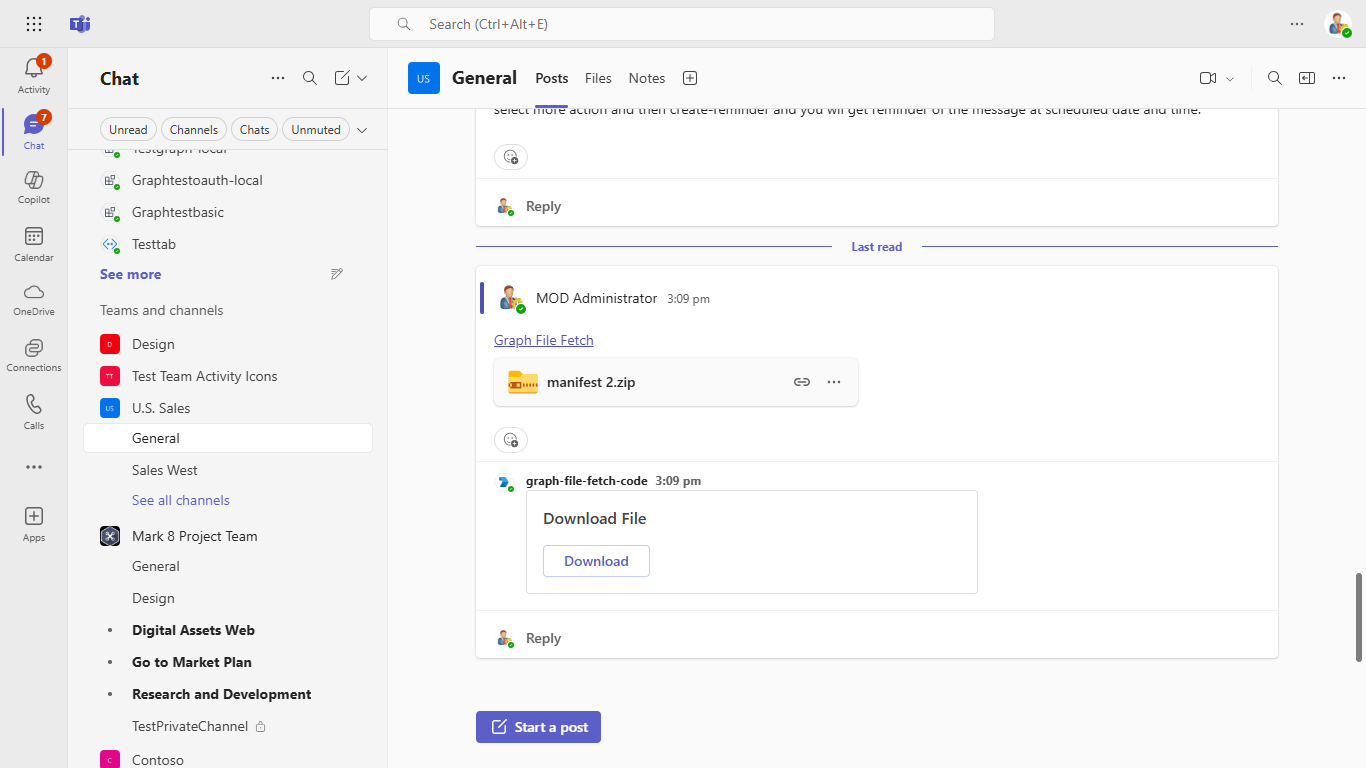 Search (Ctrl+Alt+E)
1
Activity
7
Chat
Copilot
Calendar
OneDrive
Connections
Calls
Apps
Chat
Unread
Channels
Chats
Unmuted
Testgraph-local
Graphtestoauth-local
Graphtestbasic
Testtab
See more
Teams and channels
D
Design
TT
Test Team Activity Icons
US
U.S. Sales
General
Sales West
See all channels
Mark 8 Project Team
General
Design
Digital Assets Web
Go to Market Plan
Research and Development
TestPrivateChannel
C
Contoso
US
General
Posts
Files
Notes
select more action and then create-reminder and you will get reminder of the message at scheduled date and time.
Reply
Last read
MOD Administrator 3:09 pm
Graph File Fetch
manifest 2.zip
graph-file-fetch-code 3:09 pm
Download File
Download
Reply
Start a post